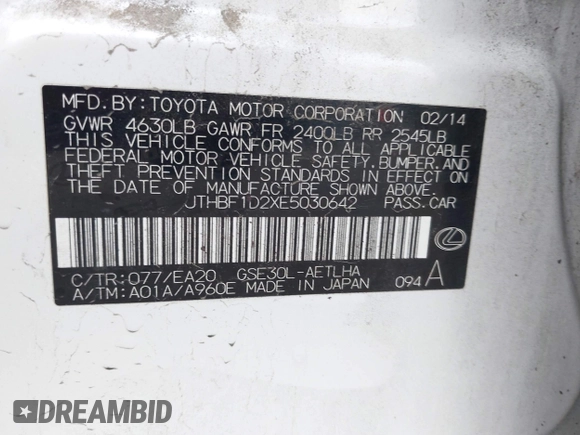 MFD. BY: TOYOTA MOTOR CORPORATION 02/14
GVWR 4630LB GAWR FR 2400LB RR 2545LB
THIS VEHICLE CONFORMS TO ALL APPLICABLE
FEDERAL MOTOR VEHICLE SAFETY, BUMPER, AND
THEFT PREVENTION STANDARDS IN EFFECT ON
THE DATE OF MANUFACTURE SHOWN ABOVE.
JTHBF1D2XE5030642 PASS. CAR
C/TR: 077/EA20 GSE30L-AETLHA
A/TM: A01A/A960E MADE IN JAPAN 094 A
DREAMBID